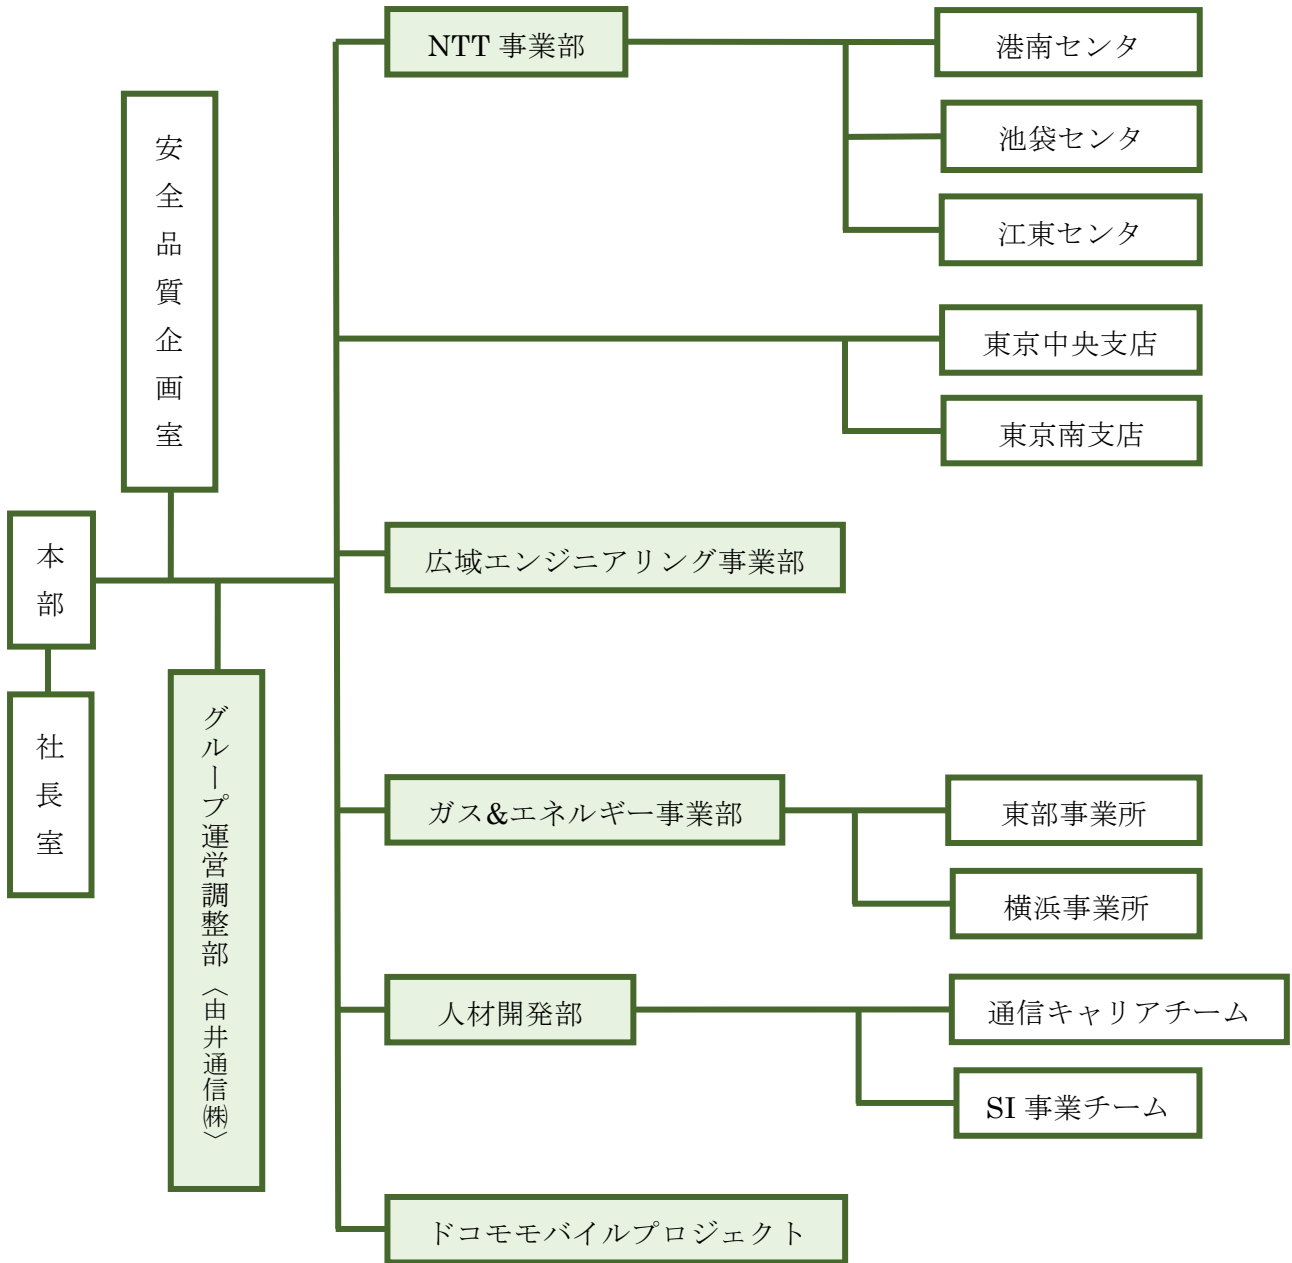 NTT 事業部
港南センタ
池袋センタ
江東センタ
安全品質企画室
東京中央支店
東京南支店
本部
広域エンジニアリング事業部
社長室
グループ運営調整部〈由井通信㈱〉
ガス&エネルギー事業部
東部事業所
横浜事業所
人材開発部
通信キャリアチーム
SI 事業チーム
ドコモモバイルプロジェクト